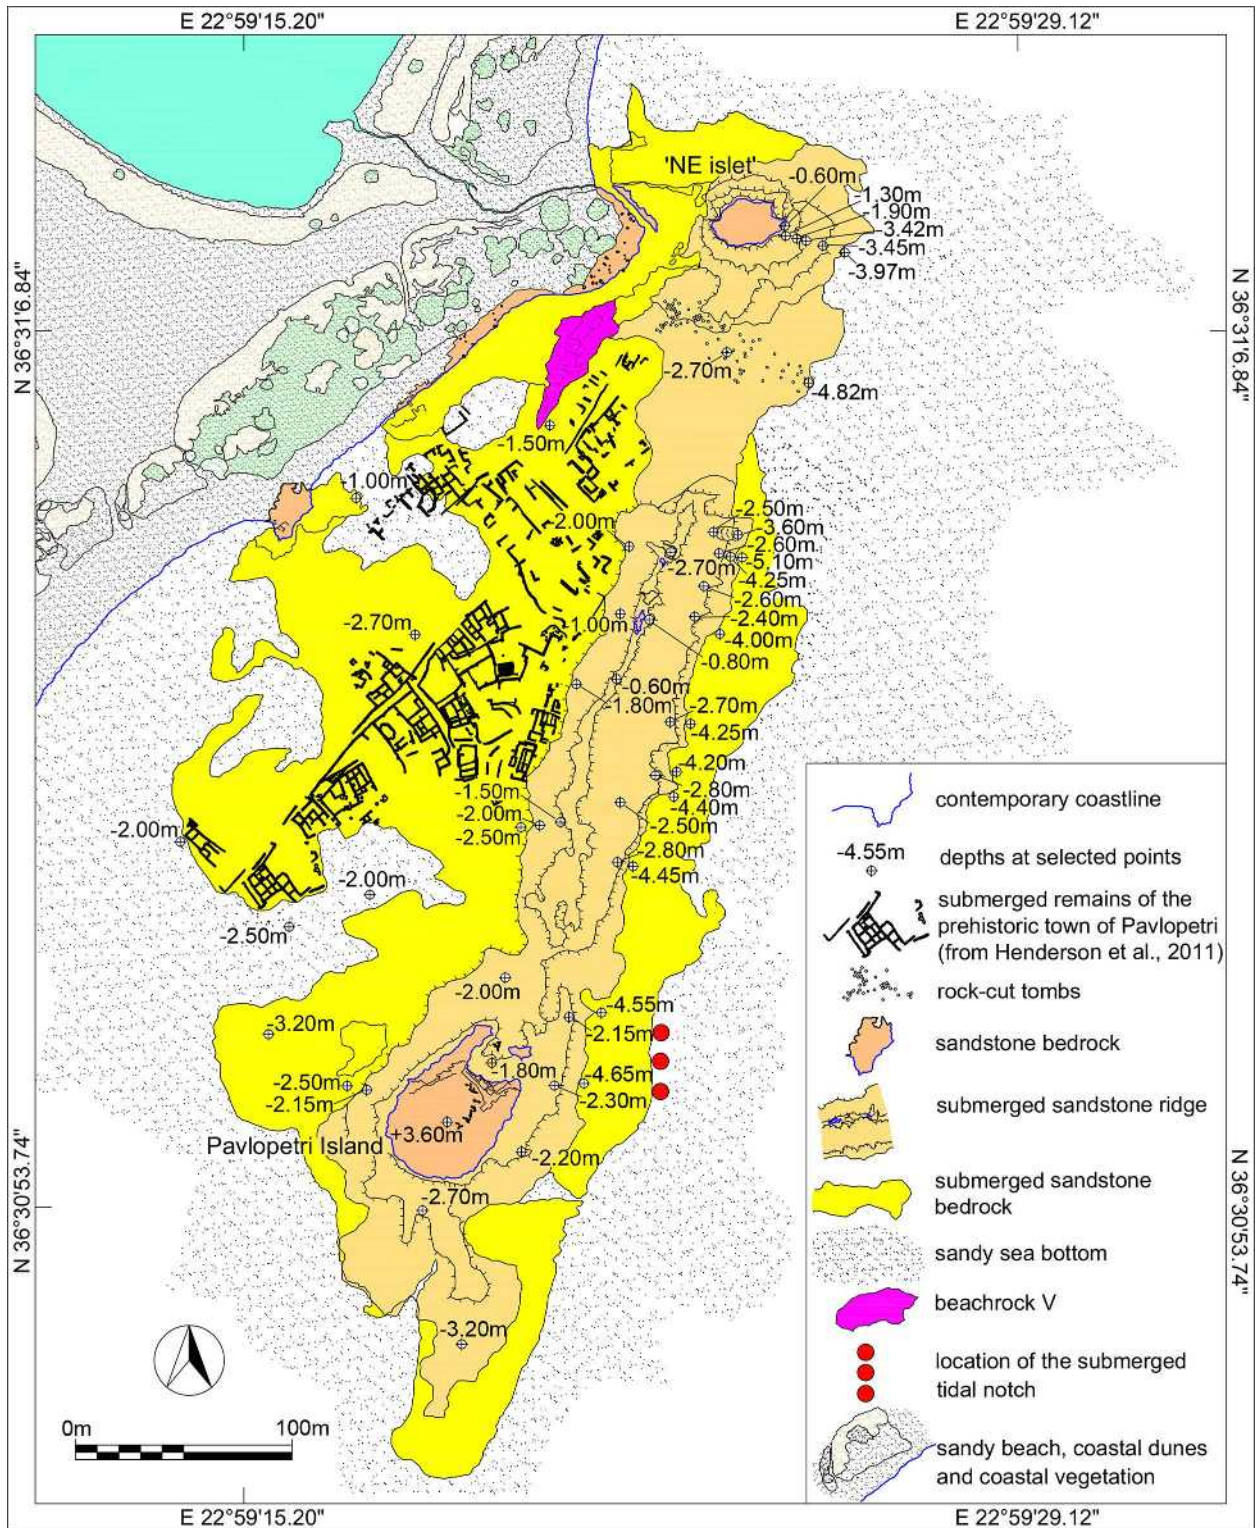 E 22°59'15.20"
E 22°59'29.12"
'NE islet'
-0.60m
-1.30m
-1.90m
-3.42m
-3.45m
-3.97m
N 36°31'6.84"
N 36°31'6.84"
-2.70m
-4.82m
-1.50m
-1.00m
-2.50m
-2.00m
-3.60m
-2.60m
-5.10m
-2.70m
-4.25m
-2.60m
-2.40m
-1.00m
-2.70m
-4.00m
-0.80m
-0.60m
-1.80m
-2.70m
-4.25m
-4.20m
-1.50m
-2.80m
-4.40m
-2.00m
-2.50m
-2.50m
-2.00m
-2.80m
-4.45m
-2.00m
-2.50m
-2.00m
-4.55m
-3.20m
-2.15m
-1.80m
-4.65m
-2.50m
-2.15m
-2.30m
+3.60m
Pavlopetri Island
-2.20m
-2.70m
-3.20m
N 36°30'53.74"
N 36°30'53.74"
0m
100m
contemporary coastline
-4.55m
depths at selected points
submerged remains of the
prehistoric town of Pavlopetri
(from Henderson et al., 2011)
rock-cut tombs
sandstone bedrock
submerged sandstone ridge
submerged sandstone
bedrock
sandy sea bottom
beachrock V
location of the submerged
tidal notch
sandy beach, coastal dunes
and coastal vegetation
E 22°59'15.20"
E 22°59'29.12"